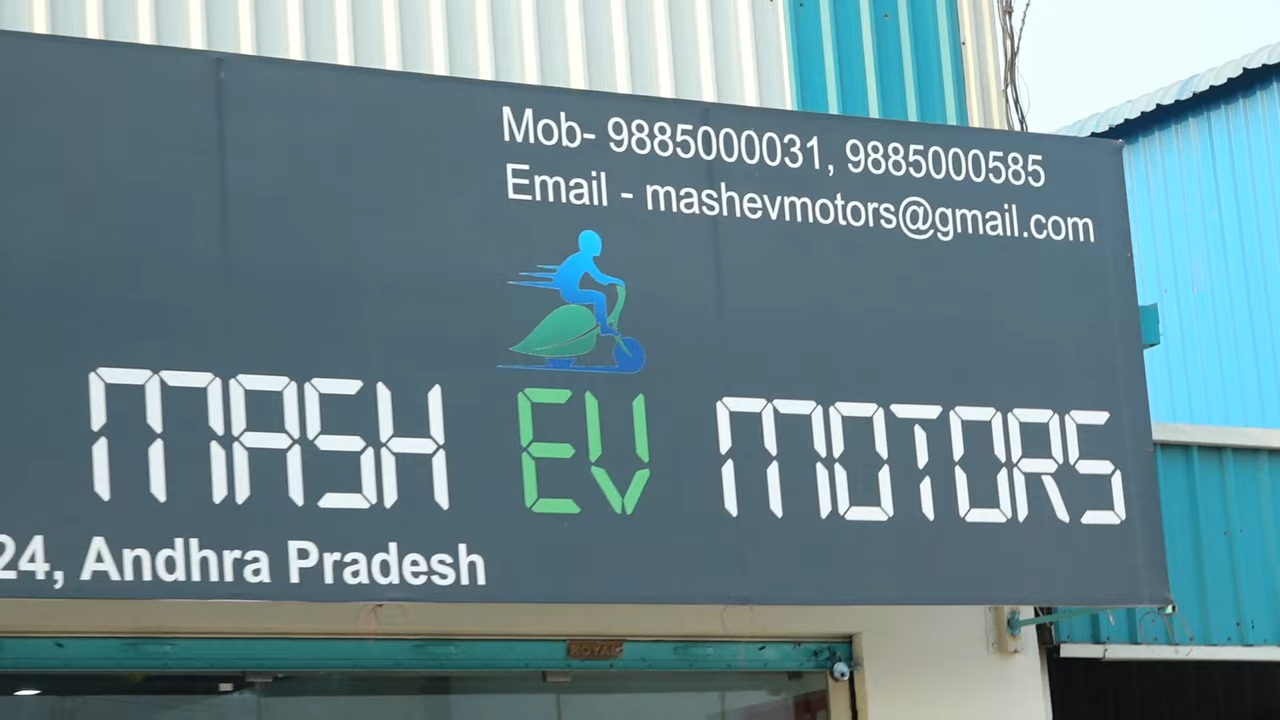 Mob- 9885000031, 9885000585
Email - mashevmotors@gmail.com
MASH EV MOTORS
24, Andhra Pradesh
ROYAL